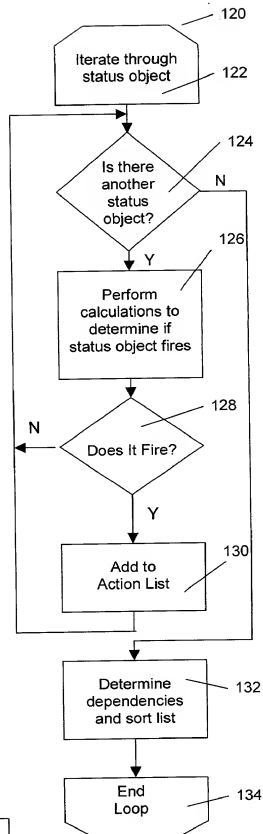 120
Iterate through
status object
122
124
Is there
another
status
object?
N
Y
126
Perform
calculations to
determine if
status object fires
128
N
Does It Fire?
Y
Add to
Action List
130
Determine
dependencies
and sort list
132
End
Loop
134